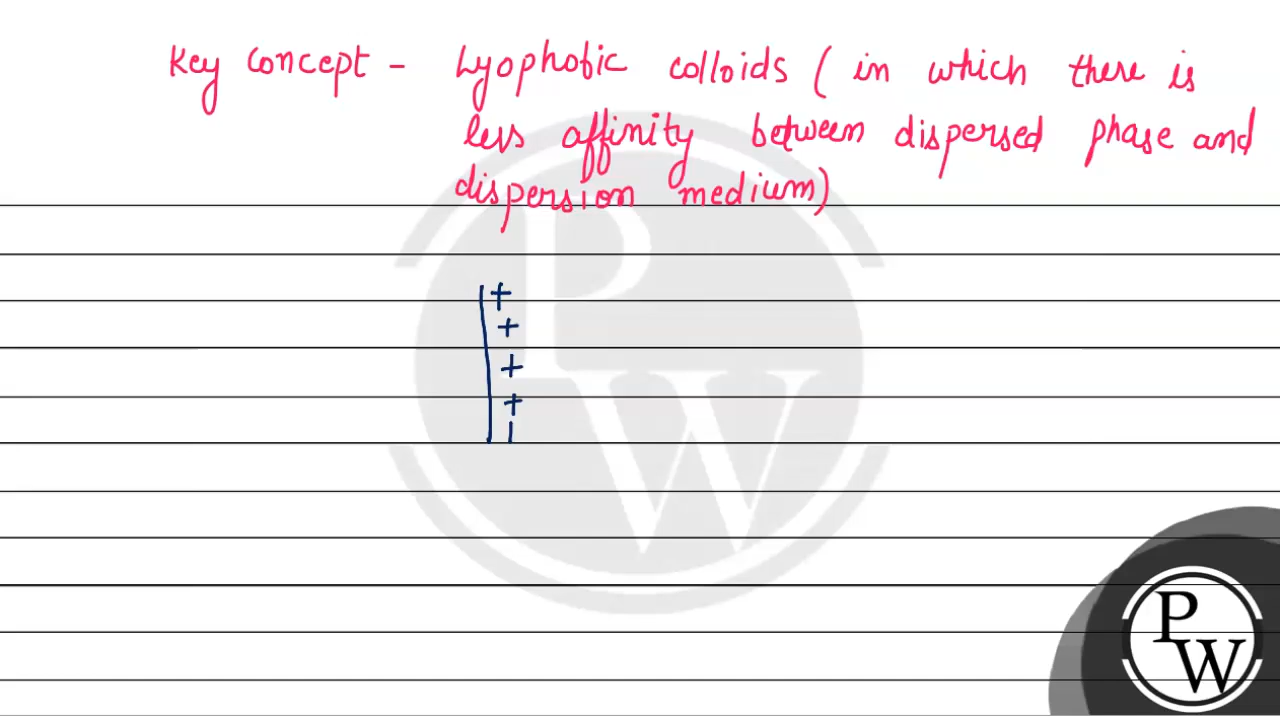 Key concept - Lyophobic colloids ( in which there is
less affinity between dispersed phase and
dispersion medium)
+
+
+
+
P
W
P
W